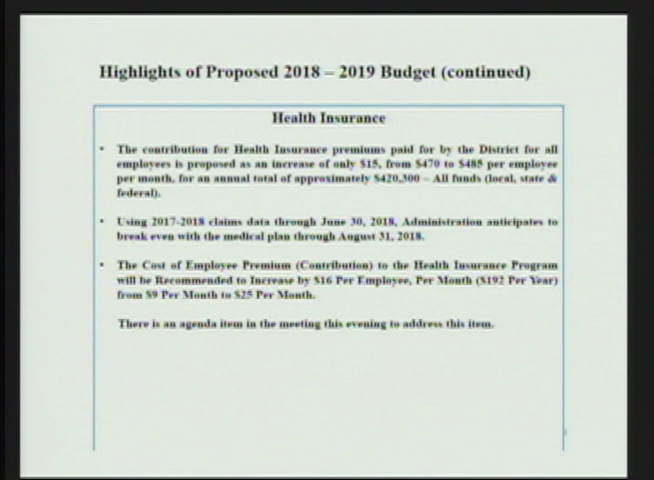 Highlights of Proposed 2018 – 2019 Budget (continued)
Health Insurance
• The contribution for Health Insurance premiums paid for by the District for all
employees is proposed as an increase of only $15, from $470 to $485 per employee
per month, for an annual total of approximately $420,300 – All funds (local, state &
federal).
• Using 2017-2018 claims data through June 30, 2018, Administration anticipates to
break even with the medical plan through August 31, 2018.
• The Cost of Employee Premium (Contribution) to the Health Insurance Program
will be Recommended to Increase by $16 Per Employee, Per Month ($192 Per Year)
from $9 Per Month to $25 Per Month.
There is an agenda item in the meeting this evening to address this item.